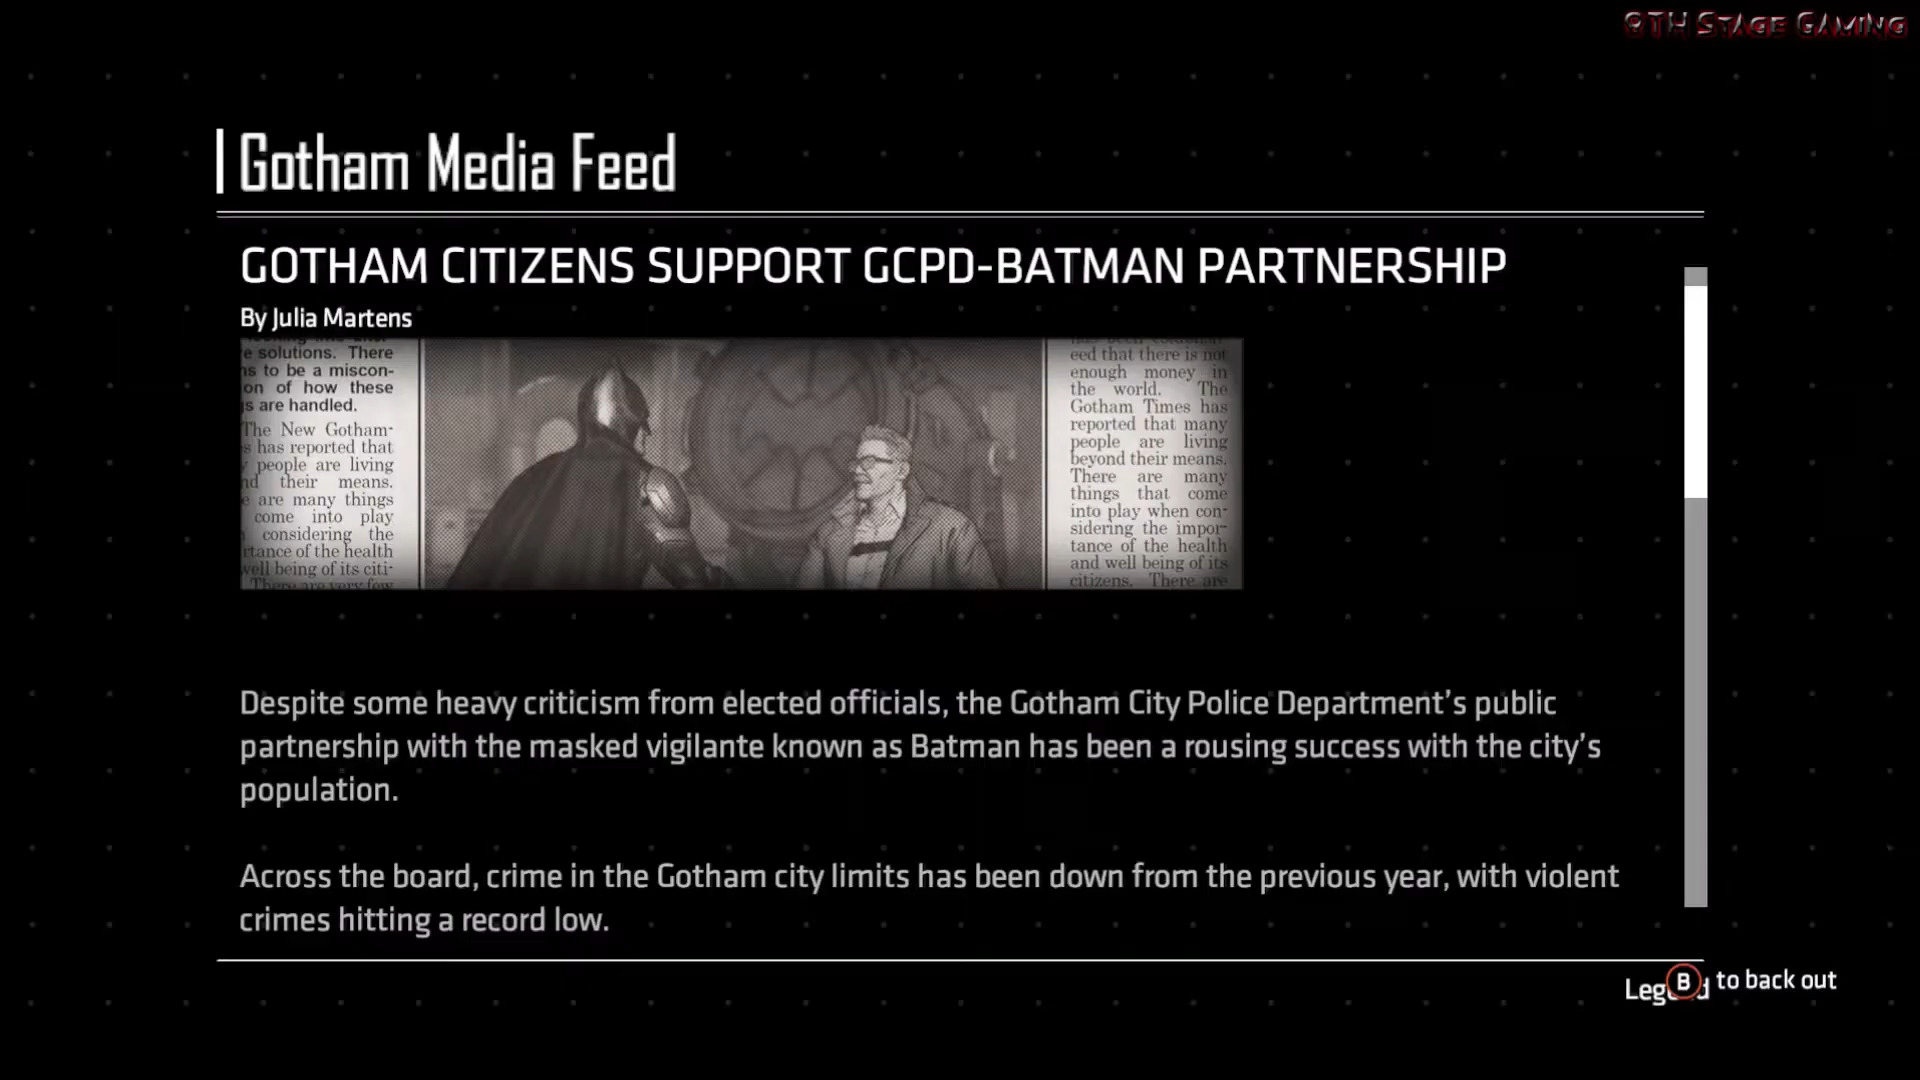 9TH STAGE GAMING
Gotham Media Feed
GOTHAM CITIZENS SUPPORT GCPD-BATMAN PARTNERSHIP
By Julia Martens
e solutions. There
to be a miscon-
on of how these
s are handled.
The New Gotham-
s has reported that
people are living
nd their means.
e are many things
come into play
considering the
rtance of the health
well being of its citi-
There are very few
eed that there is not
enough money in
the world. The
Gotham Times has
reported that many
people are living
beyond their means.
There are many
things that come
into play when con-
sidering the impor-
tance of the health
and well being of its
citizens. There are
Despite some heavy criticism from elected officials, the Gotham City Police Department’s public
partnership with the masked vigilante known as Batman has been a rousing success with the city’s
population.
Across the board, crime in the Gotham city limits has been down from the previous year, with violent
crimes hitting a record low.
B to back out